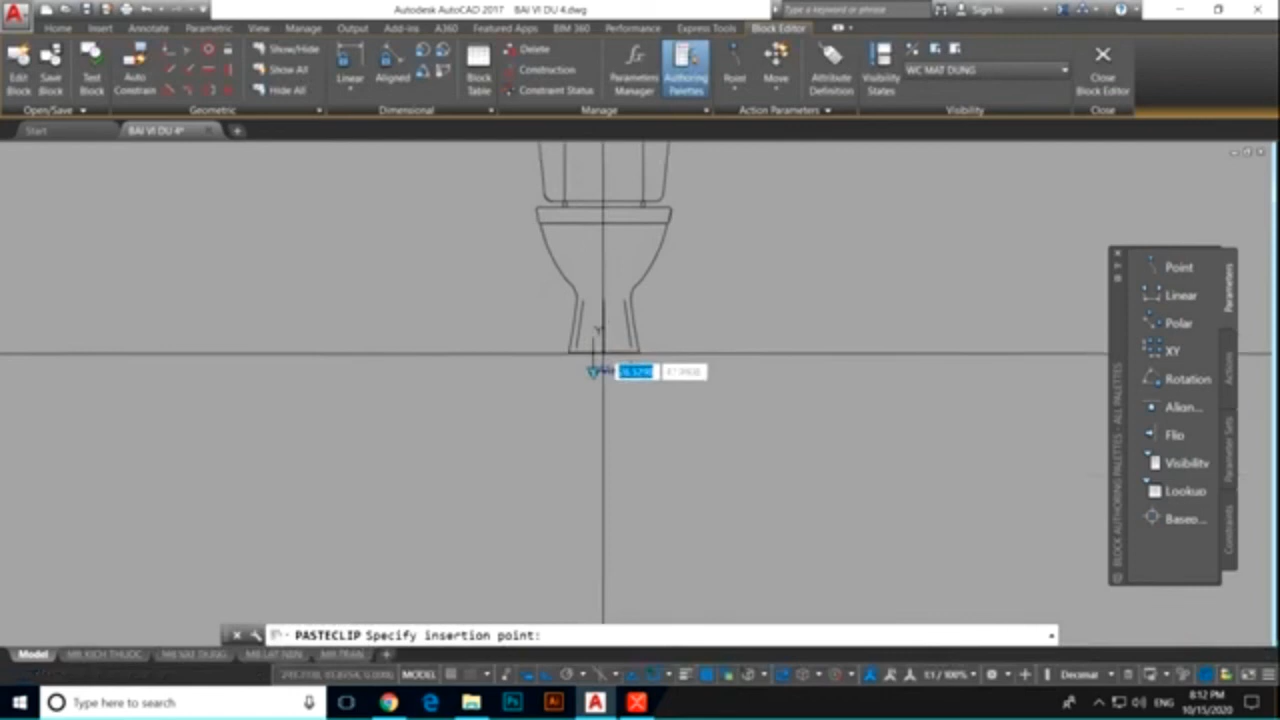 Autodesk AutoCAD 2017 BAI VI DU 4.dwg
Type a keyword or phrase
Sign In
Home Insert Annotate Parametric View Manage Output Add-ins A360 Featured Apps BIM 360 Performance Express Tools Block Editor
Edit Block
Save Block
Test Block
Auto Constrain
Show/Hide
Show All
Hide All
Linear
Aligned
Block Table
Delete
Construction
Constraint Status
Parameters Manager
Authoring Palettes
Point
Move
Attribute Definition
Visibility States
WC MAT DUNG
Close Block Editor
Open/Save Geometric Dimensional Manage Action Parameters Visibility Close
Start BAI VI DU 4*
Y
Point
Linear
Polar
XY
Rotation
Align...
Flip
Visibility
Lookup
Basep...
Parameters
Actions
Parameter Sets
Constraints
BLOCK AUTHORING PALETTES - ALL PALETTES
PASTECLIP Specify insertion point:
Model MB KICH THUOC MB VAT DUNG MB LAT NEN MB TRAN
MODEL 1:1 / 100% Decimal
Type here to search
ENG
8:12 PM
10/15/2020